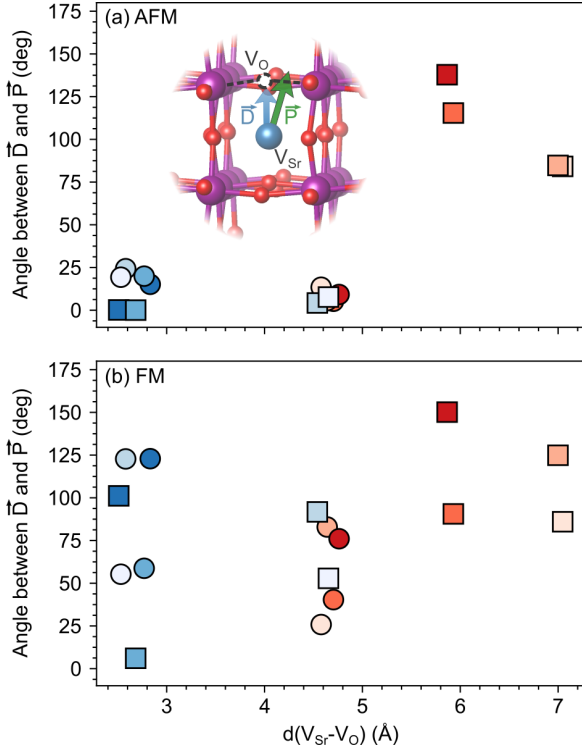 (a) AFM
175
150
125
100
75
50
25
0
Angle between D and P (deg)
V_O
D
P
V_Sr
(b) FM
175
150
125
100
75
50
25
0
Angle between D and P (deg)
3 4 5 6 7
d(V_Sr-V_O) (Å)